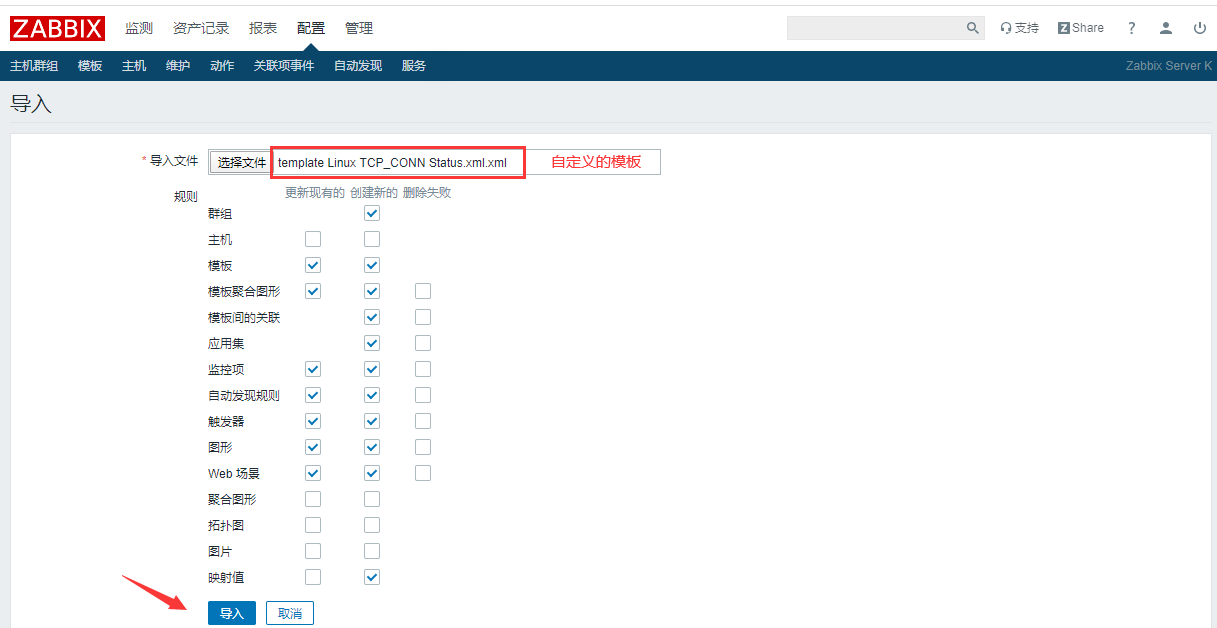 ZABBIX 监测 资产记录 报表 配置 管理 支持 Z Share ?
主机群组 模板 主机 维护 动作 关联项事件 自动发现 服务 Zabbix Server K
导入
* 导入文件 选择文件 template Linux TCP_CONN Status.xml.xml 自定义的模板
规则 更新现有的 创建新的 删除失败
群组
主机
模板
模板聚合图形
模板间的关联
应用集
监控项
自动发现规则
触发器
图形
Web 场景
聚合图形
拓扑图
图片
映射值
导入 取消